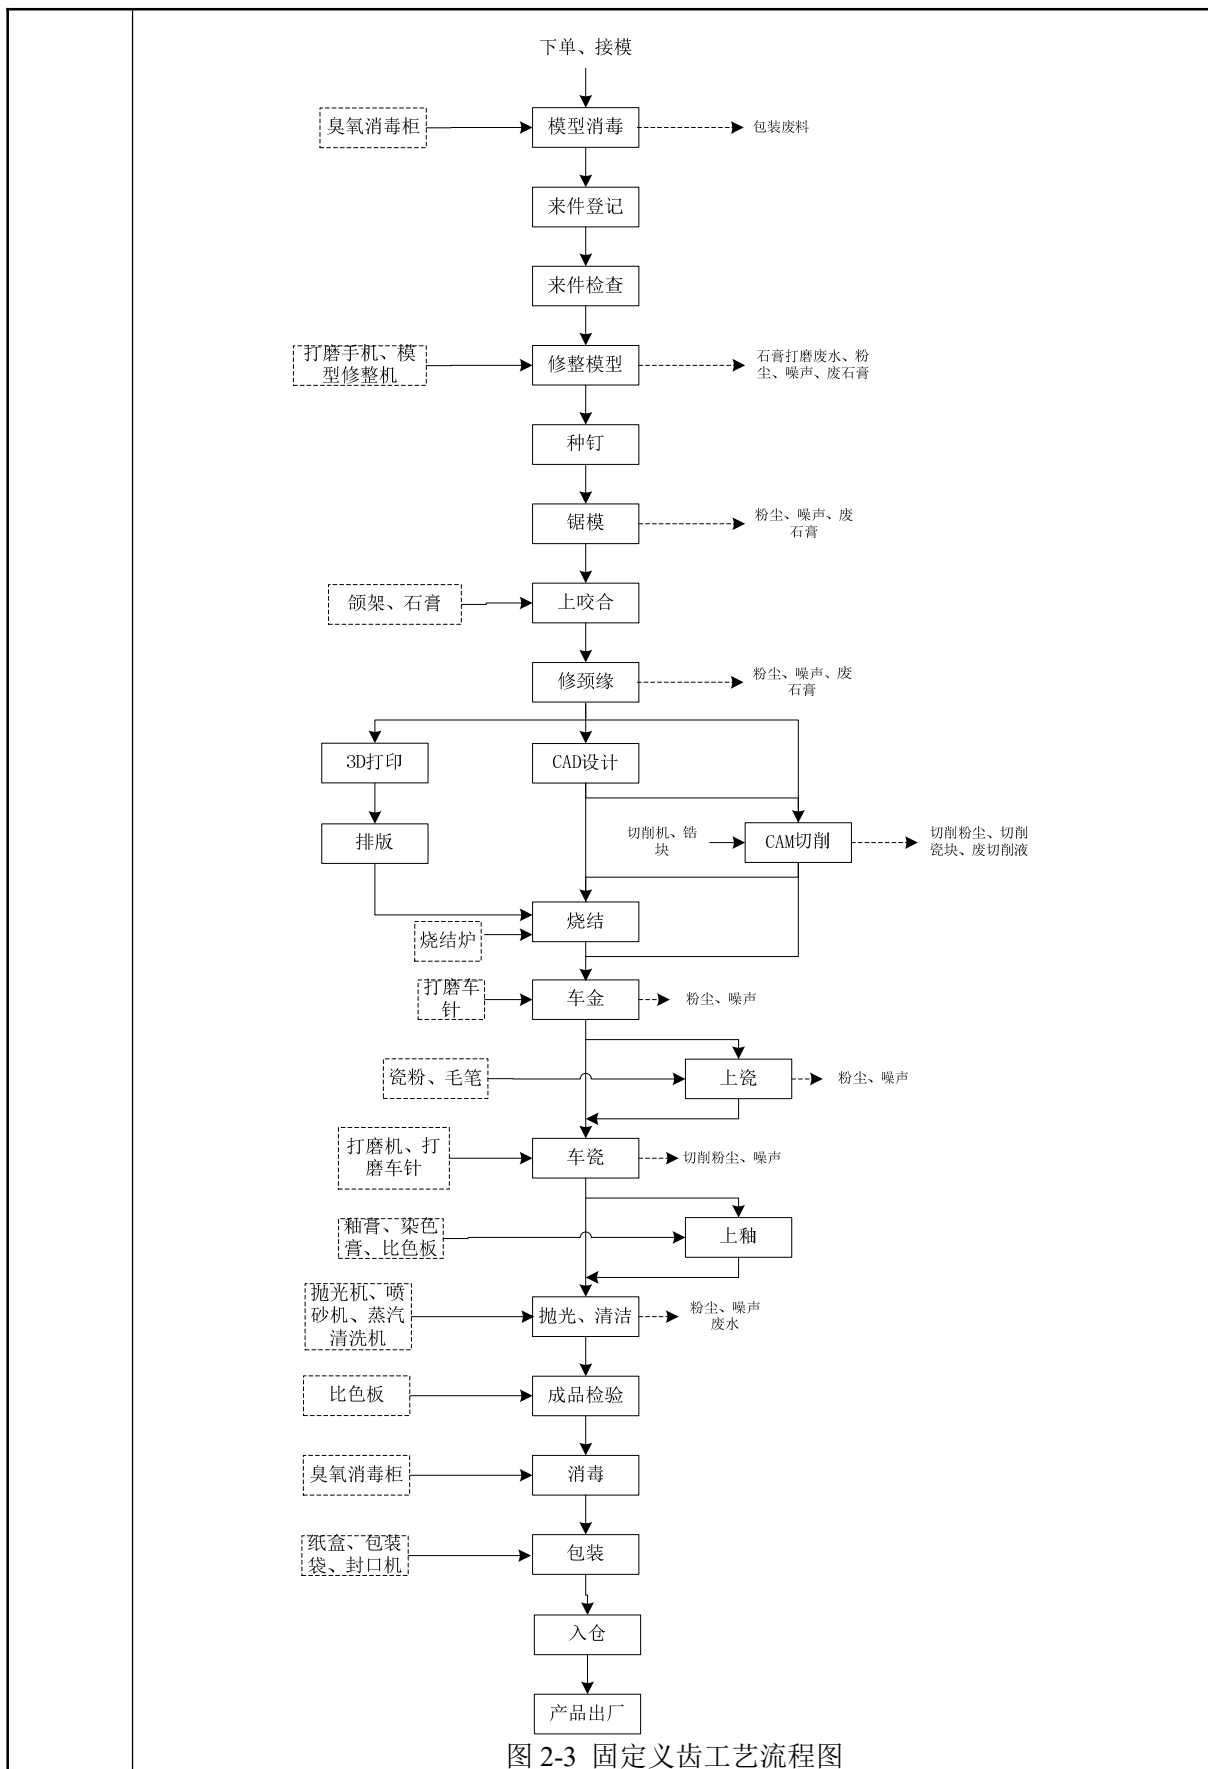 下单、接模
臭氧消毒柜
模型消毒
包装废料
来件登记
来件检查
打磨手机、模
型修整机
修整模型
石膏打磨废水、粉
尘、噪声、废石膏
种钉
锯模
粉尘、噪声、废
石膏
颌架、石膏
上咬合
修颈缘
粉尘、噪声、废
石膏
3D打印
CAD设计
排版
切削机、锆
块
CAM切削
切削粉尘、切削
瓷块、废切削液
烧结
烧结炉
打磨车
针
车金
粉尘、噪声
瓷粉、毛笔
上瓷
粉尘、噪声
打磨机、打
磨车针
车瓷
切削粉尘、噪声
釉膏、染色
膏、比色板
上釉
抛光机、喷
砂机、蒸汽
清洗机
抛光、清洁
粉尘、噪声
废水
比色板
成品检验
臭氧消毒柜
消毒
纸盒、包装
袋、封口机
包装
入仓
产品出厂
图 2-3 固定义齿工艺流程图